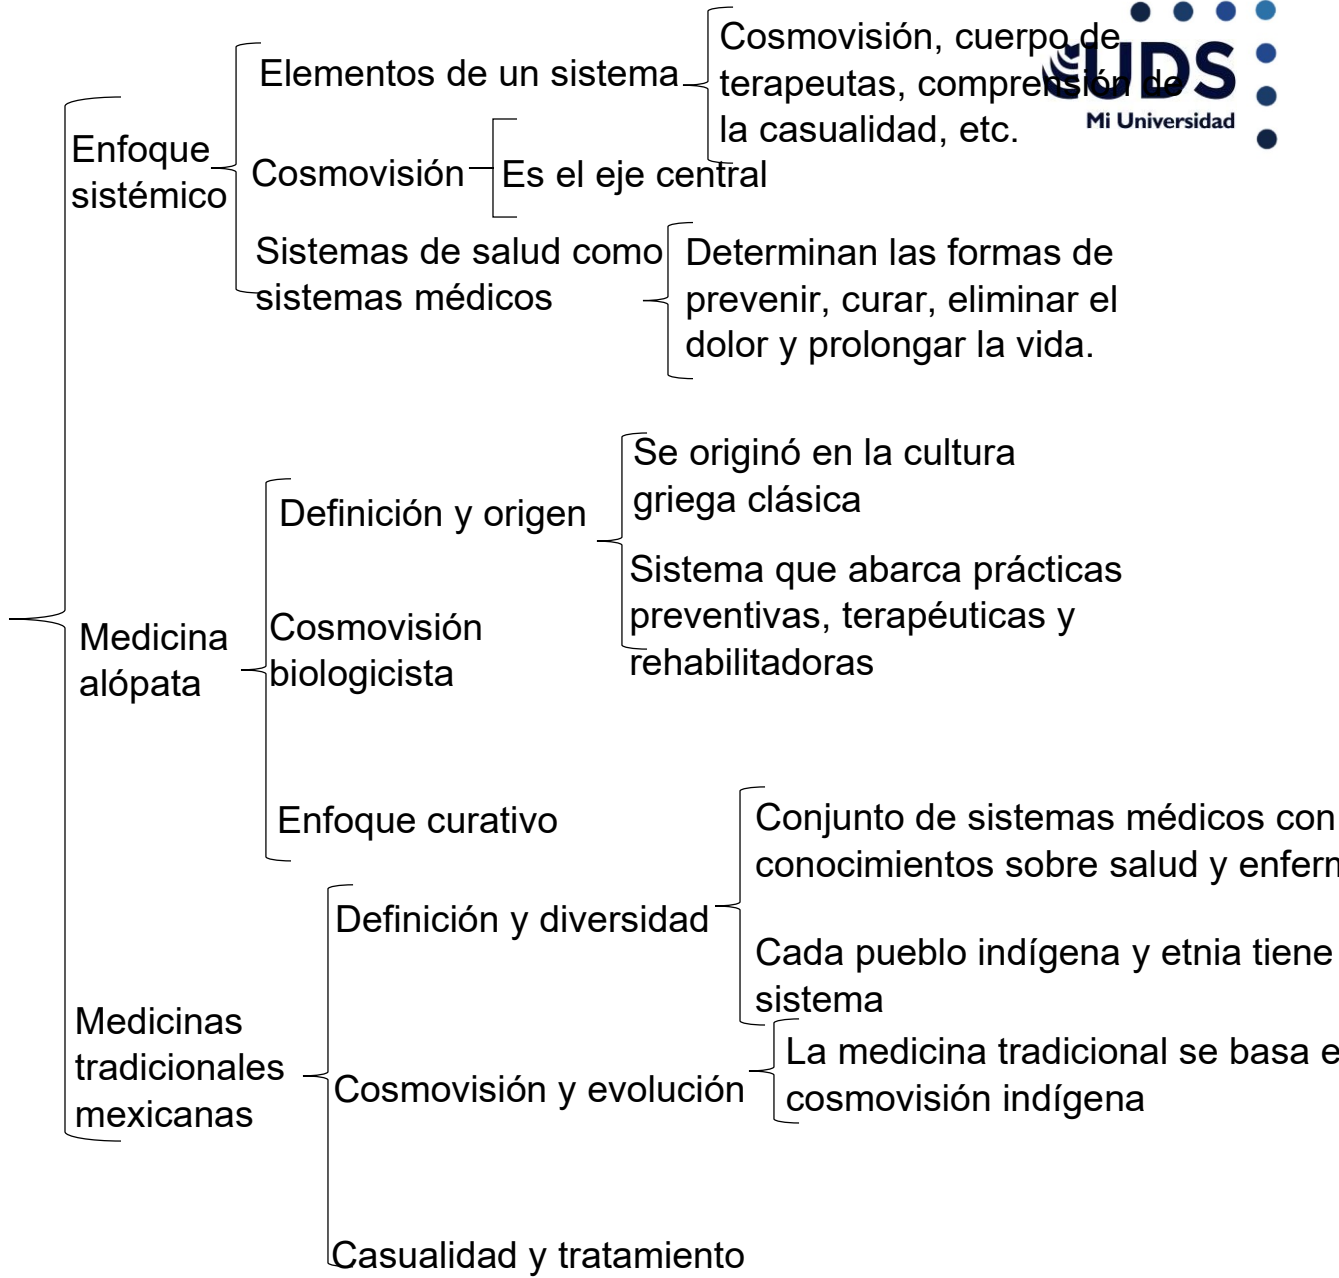 Enfoque
sistémico
Elementos de un sistema
Cosmovisión, cuerpo de
terapeutas, comprensión de
la casualidad, etc.
UDS
Mi Universidad
Cosmovisión
Es el eje central
Sistemas de salud como
sistemas médicos
Determinan las formas de
prevenir, curar, eliminar el
dolor y prolongar la vida.
Medicina
alópata
Definición y origen
Se originó en la cultura
griega clásica
Sistema que abarca prácticas
preventivas, terapéuticas y
rehabilitadoras
Cosmovisión
biologicista
Enfoque curativo
Medicinas
tradicionales
mexicanas
Definición y diversidad
Conjunto de sistemas médicos con
conocimientos sobre salud y
Cada pueblo indígena y etnia tiene
sistema
Cosmovisión y evolución
La medicina tradicional se basa
cosmovisión indígena
Casualidad y tratamiento